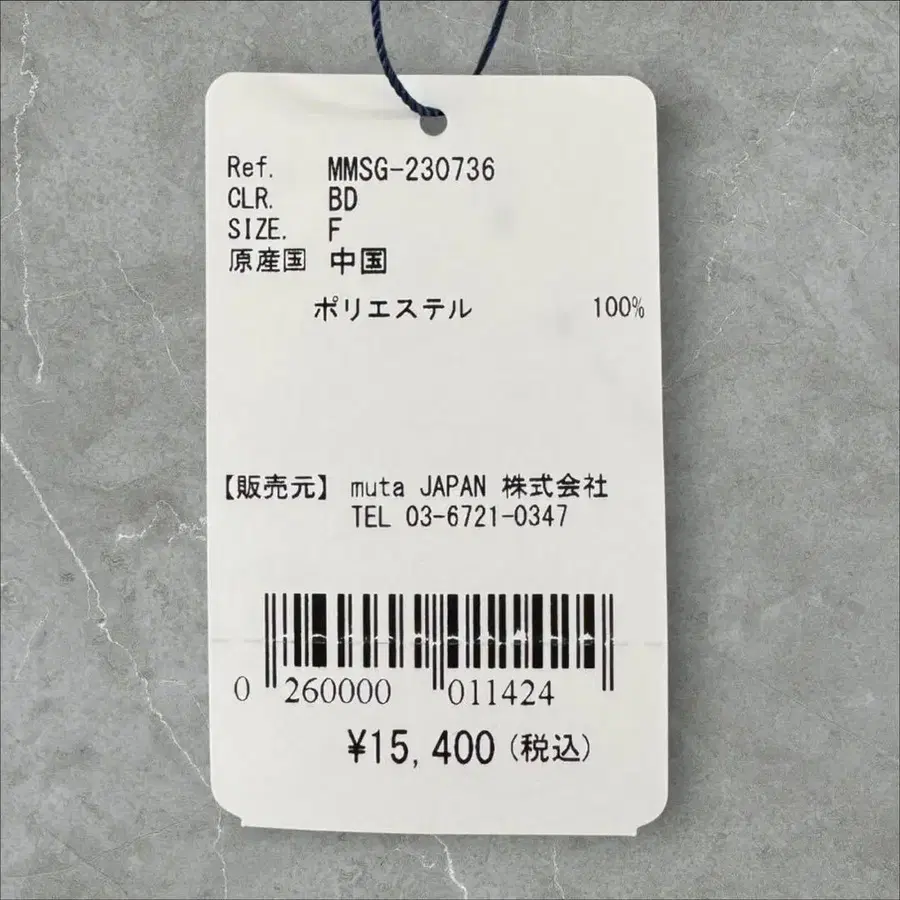 Ref. MMSG-230736
CLR. BD
SIZE. F
原産国 中国
ポリエステル 100%
【販売元】 muta JAPAN 株式会社
TEL 03-6721-0347
0 260000 011424
¥15,400 (税込)